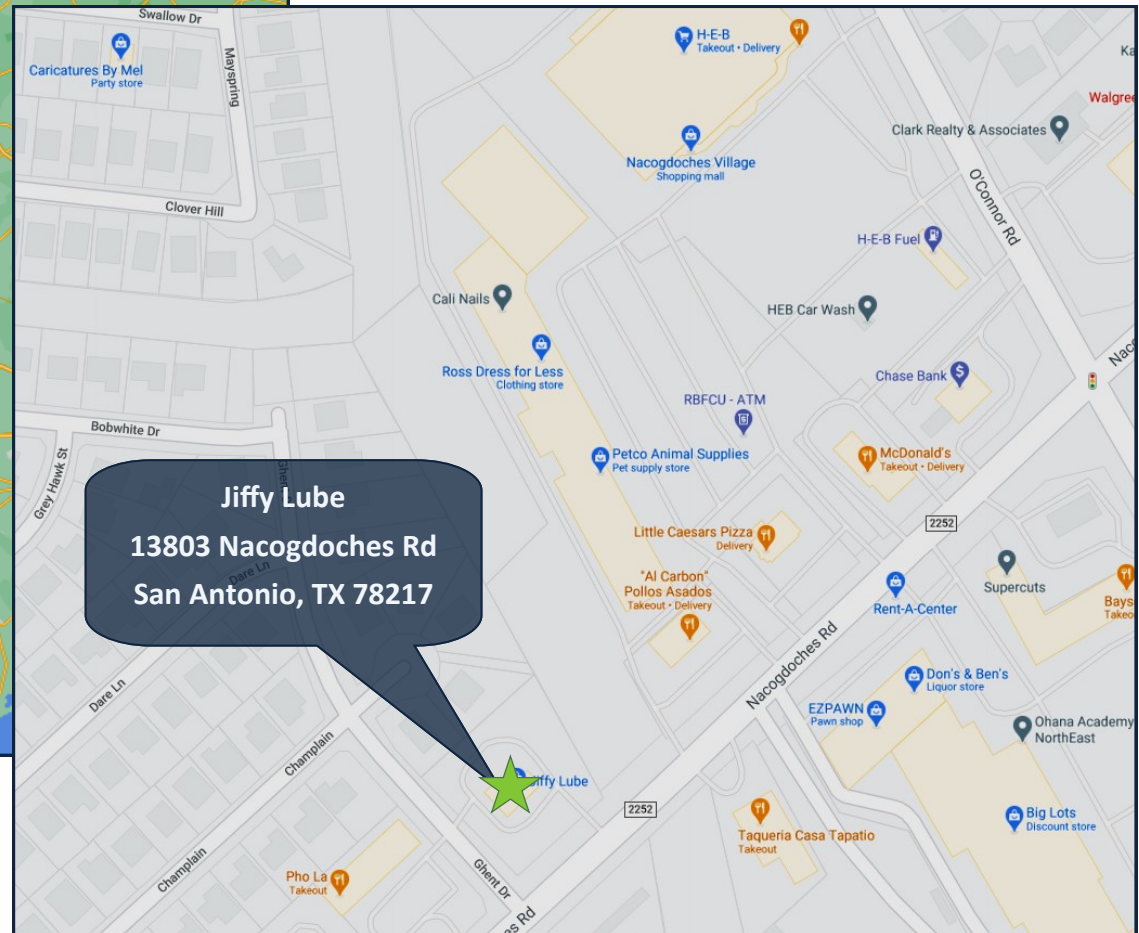 Swallow Dr
Mayspring
Caricatures By Mel
Party store
H-E-B
Takeout • Delivery
Clark Realty & Associates
Nacogdoches Village
Shopping mall
O'Connor Rd
Clover Hill
H-E-B Fuel
Cali Nails
HEB Car Wash
Ross Dress for Less
Clothing store
Chase Bank
RBFCU - ATM
Bobwhite Dr
Grey Hawk St
Petco Animal Supplies
Pet supply store
McDonald's
Takeout • Delivery
Jiffy Lube
13803 Nacogdoches Rd
San Antonio, TX 78217
2252
Little Caesars Pizza
Delivery
"Al Carbon"
Pollos Asados
Takeout • Delivery
Supercuts
Rent-A-Center
Dare Ln
Nacogdoches Rd
Don's & Ben's
Liquor store
EZPAWN
Pawn shop
Ohana Academy
NorthEast
Dare Ln
Champlain
Jiffy Lube
2252
Big Lots
Discount store
Taqueria Casa Tapatio
Takeout
Champlain
Pho La
Takeout
Ghent Dr
Rd